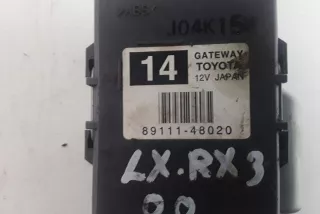 J04K15
14
GATEWAY
TOYOTA
12V JAPAN
89111-48020
LX.RX3